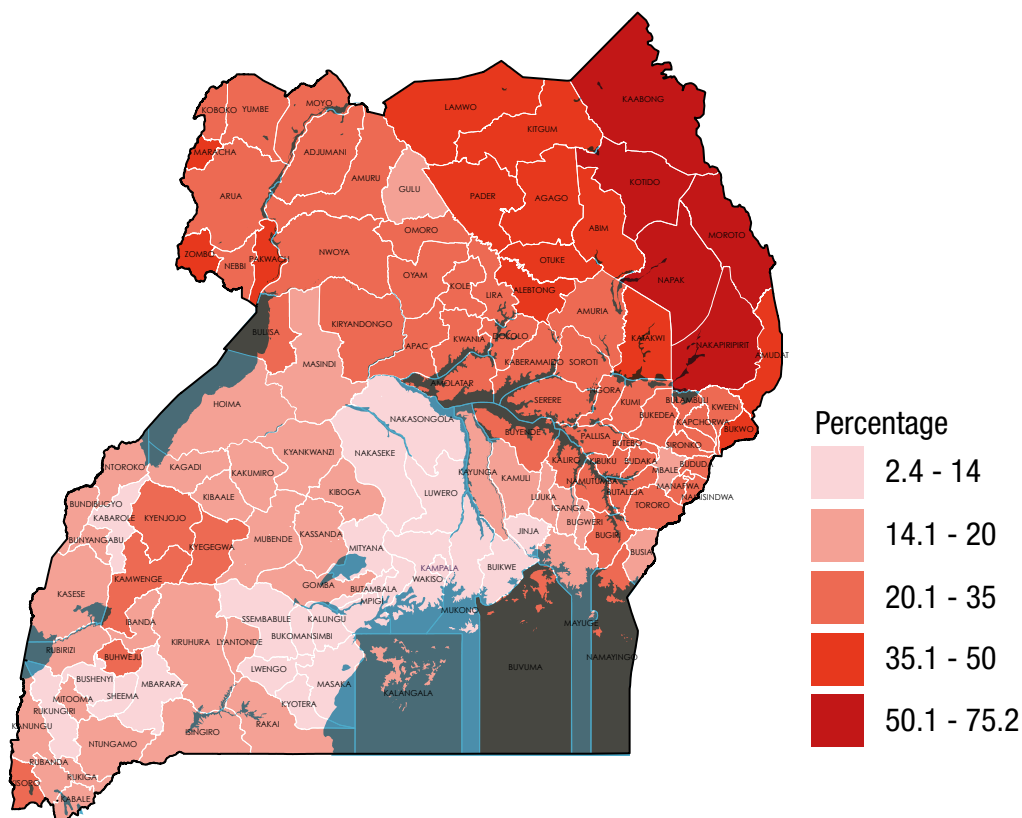 KAABONG
LAMWO
MOYO
YUMBE
KOBOKO
KITGUM
MARACHA
ADJUMANI
AMURU
KOTIDO
GULU
ARUA
PADER
AGAGO
ABIM
OMORO
MOROTO
ZOMBO
NEBBI
PAKWACH
NWOYA
OTUKE
OYAM
NAPAK
KOLE
LIRA
ALEBTONG
AMURIA
BULIISA
KIRYANDONGO
KWANIA
DOKOLO
KATAKWI
NAKAPIRIPIRIT
APAC
AMUDAT
MASINDI
KABERAMAIDO
SOROTI
AMOLATAR
NGORA
SERERE
KUMI
BULAMBULI
HOIMA
KWEEN
BUKEDEA
NAKASONGOLA
KAPCHORWA
BUKWO
BUYENDE
PALLISA
BUTEBO
SIRONKO
KYANKWANZI
NAKASEKE
KALIRO
KIBUKU
BUDAKA
MBALE
BUDUDA
NTOROKO
KAGADI
KAKUMIRO
KAYUNGA
KAMULI
NAMUTUMBA
MANAFWA
LUWERO
KIBOGA
LUUKA
BUTALEJA
NAMISINDWA
BUNDIBUGYO
KIBAALE
IGANGA
TORORO
KABAROLE
KYENJOJO
BUGWERI
BUNYANGABU
MUBENDE
KASSANDA
JINJA
BUGIRI
KYEGEGWA
MITYANA
BUSIA
KAMPALA
BUIKWE
KAMWENGE
WAKISO
GOMBA
BUTAMBALA
KASESE
MPIGI
MUKONO
IBANDA
SSEMBABULE
KALUNGU
MAYUGE
BUKOMANSIMBI
KIRUHURA
LYANTONDE
RUBIRIZI
BUHWEJU
NAMAYINGO
BUVUMA
LWENGO
BUSHENYI
MBARARA
MASAKA
SHEEMA
MITOOMA
KALANGALA
KYOTERA
RUKUNGIRI
KANUNGU
RAKAI
ISINGIRO
NTUNGAMO
RUBANDA
RUKIGA
KISORO
KABALE
Percentage
2.4 - 14
14.1 - 20
20.1 - 35
35.1 - 50
50.1 - 75.2